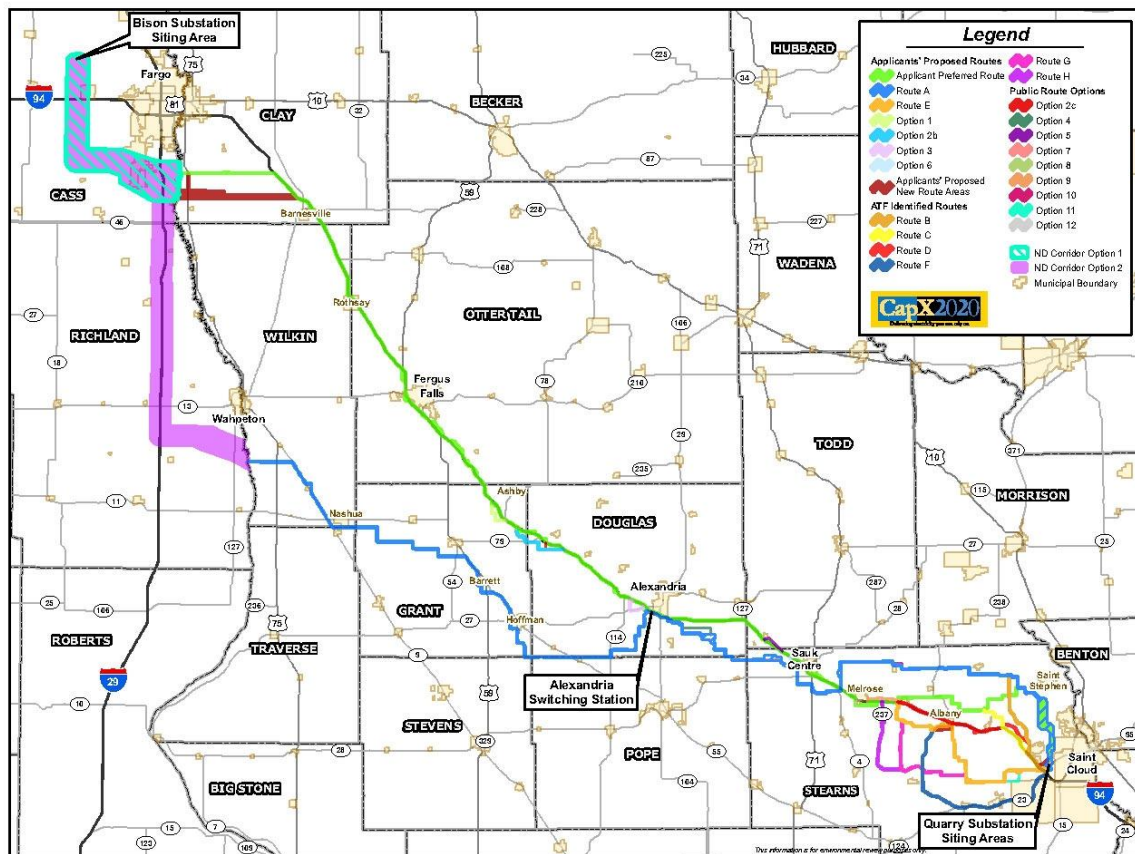 Bison Substation
Siting Area
Fargo
CLAY
BECKER
HUBBARD
CASS
Barnesville
Rothsay
RICHLAND
WILKIN
OTTER TAIL
WADENA
Fergus
Falls
Wahpeton
TODD
MORRISON
Nashua
Ashby
DOUGLAS
Barrett
GRANT
Hoffman
Alexandria
ROBERTS
TRAVERSE
Alexandria
Switching Station
Sauk
Centre
BENTON
Saint
Stephen
Melrose
Albany
STEVENS
POPE
Saint
Cloud
BIG STONE
STEARNS
Quarry Substation
Siting Areas
94
75
81
10
32
225
34
87
59
228
227
71
46
108
27
18
106
78
210
13
29
235
371
10
115
11
127
79
54
27
25
25
106
236
75
27
114
127
287
28
238
9
29
59
237
10
28
329
55
71
4
104
23
94
15
7
123
109
124
15
24
Legend
Applicants' Proposed Routes
Applicant Preferred Route
Route A
Route E
Option 1
Option 2b
Option 3
Option 6
Applicants' Proposed
New Route Areas
ATF Identified Routes
Route B
Route C
Route D
Route F
Route G
Route H
Public Route Options
Option 2c
Option 4
Option 5
Option 7
Option 8
Option 9
Option 10
Option 11
Option 12
ND Corridor Option 1
ND Corridor Option 2
Municipal Boundary
CapX2020